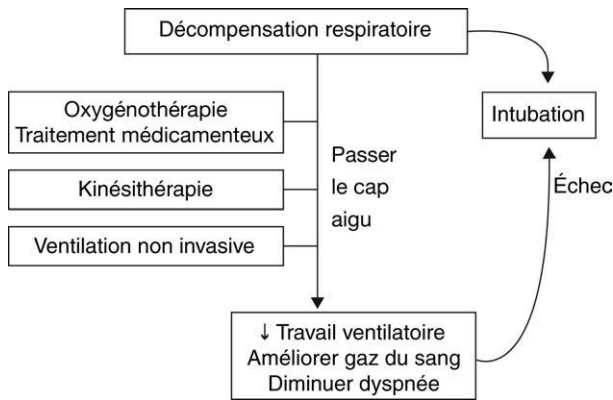 Décompensation respiratoire
Oxygénothérapie
Traitement médicamenteux
Intubation
Passer
le cap
aigu
Kinésithérapie
Échec
Ventilation non invasive
↓ Travail ventilatoire
Améliorer gaz du sang
Diminuer dyspnée